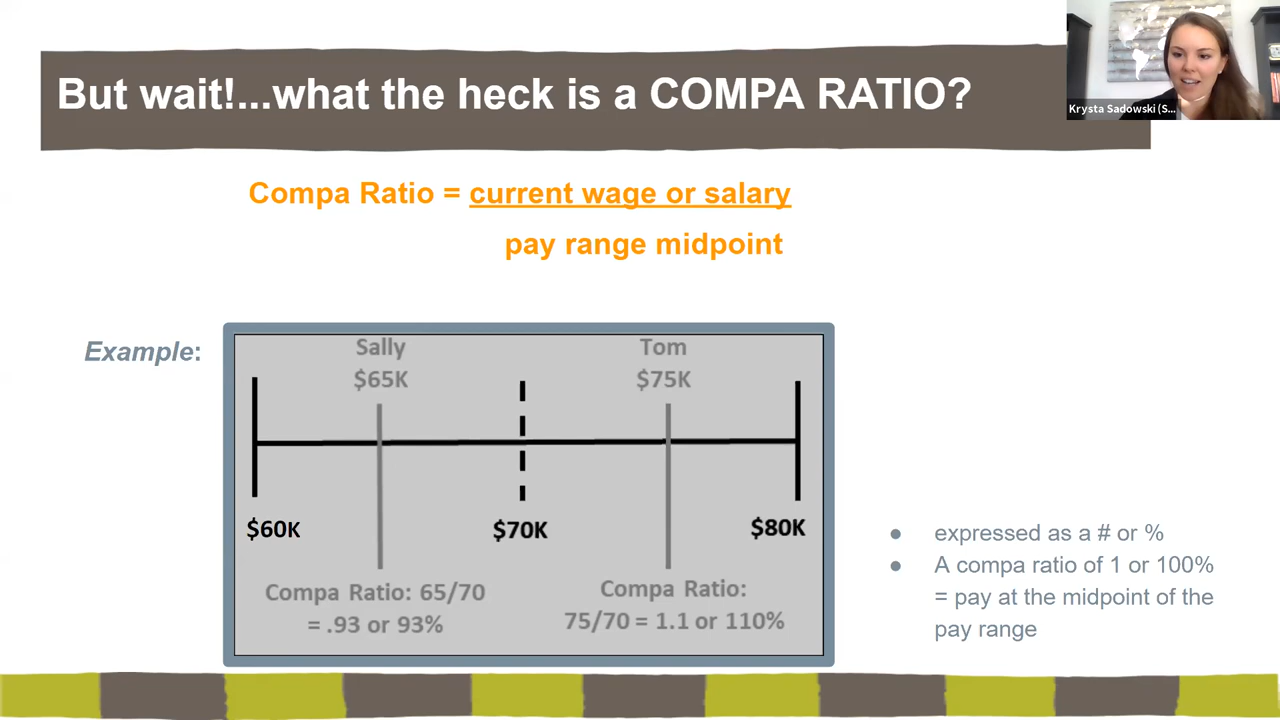 But wait!...what the heck is a COMPA RATIO?
Krysta Sadowski (S...
Compa Ratio = current wage or salary
pay range midpoint
Example:
Sally
$65K
Tom
$75K
$60K
$70K
$80K
Compa Ratio: 65/70
= .93 or 93%
Compa Ratio:
75/70 = 1.1 or 110%
● expressed as a # or %
● A compa ratio of 1 or 100%
= pay at the midpoint of the
pay range